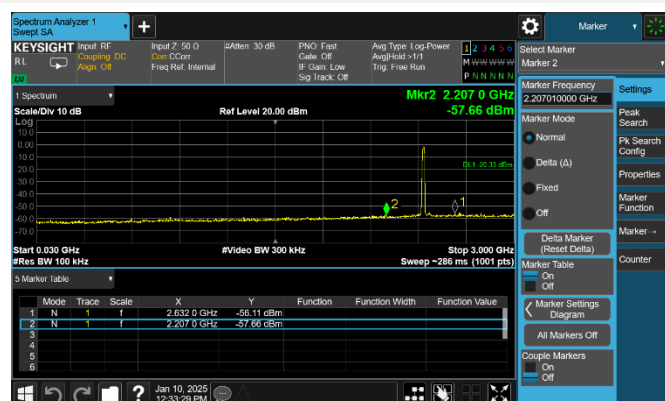 Spectrum Analyzer 1
Swept SA
Marker
KEYSIGHT
RL
Input: RF
Coupling: DC
Align: Off
Input Z: 50 Ω
Corr CCorr
Freq Ref: Internal
#Atten: 30 dB
PNO: Fast
Gate: Off
IF Gain: Low
Sig Track: Off
Avg Type: Log-Power
Avg|Hold:>1/1
Trig: Free Run
1 2 3 4 5 6
M W W W W W
P N N N N N
Select Marker
Marker 2
LXI
1 Spectrum
Mkr2 2.207 0 GHz
Scale/Div 10 dB
Ref Level 20.00 dBm
-57.66 dBm
Log
10.0
0.00
-10.0
-20.0
DL1 -20.33 dBm
-30.0
-40.0
-50.0
2
1
-60.0
-70.0
Start 0.030 GHz
#Video BW 300 kHz
Stop 3.000 GHz
#Res BW 100 kHz
Sweep ~286 ms (1001 pts)
5 Marker Table
Mode Trace Scale X Y Function Function Width Function Value
1 N 1 f 2.632 0 GHz -56.11 dBm
2 N 1 f 2.207 0 GHz -57.66 dBm
3
4
5
6
Marker Frequency
2.207010000 GHz
Marker Mode
Normal
Delta (Δ)
Fixed
Off
Delta Marker
(Reset Delta)
Marker Table
On
Off
Marker Settings
Diagram
All Markers Off
Couple Markers
On
Off
Settings
Peak
Search
Pk Search
Config
Properties
Marker
Function
Marker→
Counter
?
Jan 10, 2025
12:33:29 PM